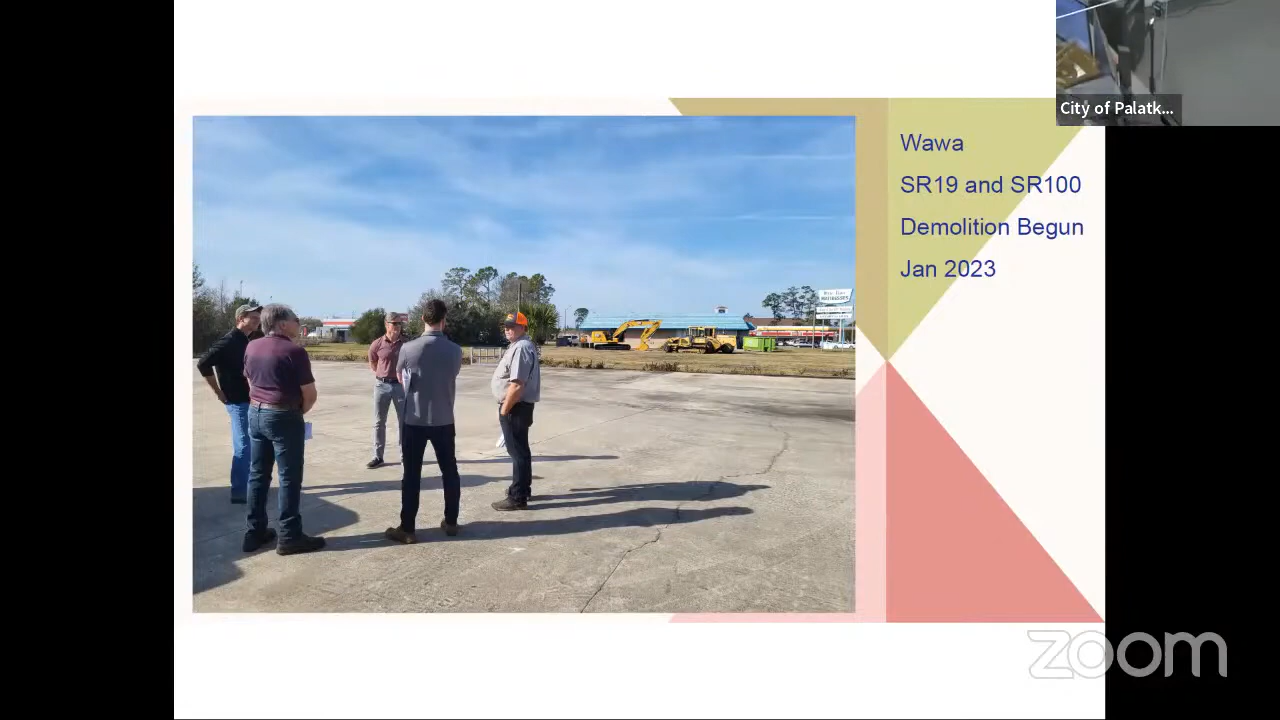 City of Palatk...
Wawa
SR19 and SR100
Demolition Begun
Jan 2023
zoom